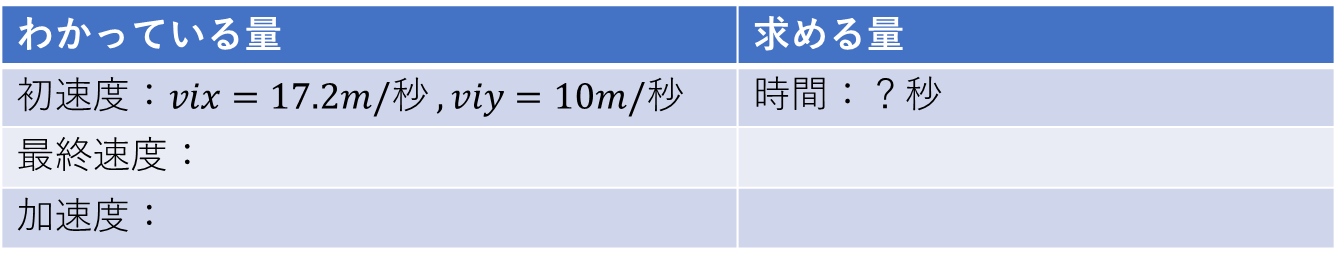 わかっている量 求める量
初速度：vix = 17.2m/秒 , viy = 10m/秒 時間：？秒
最終速度：
加速度：